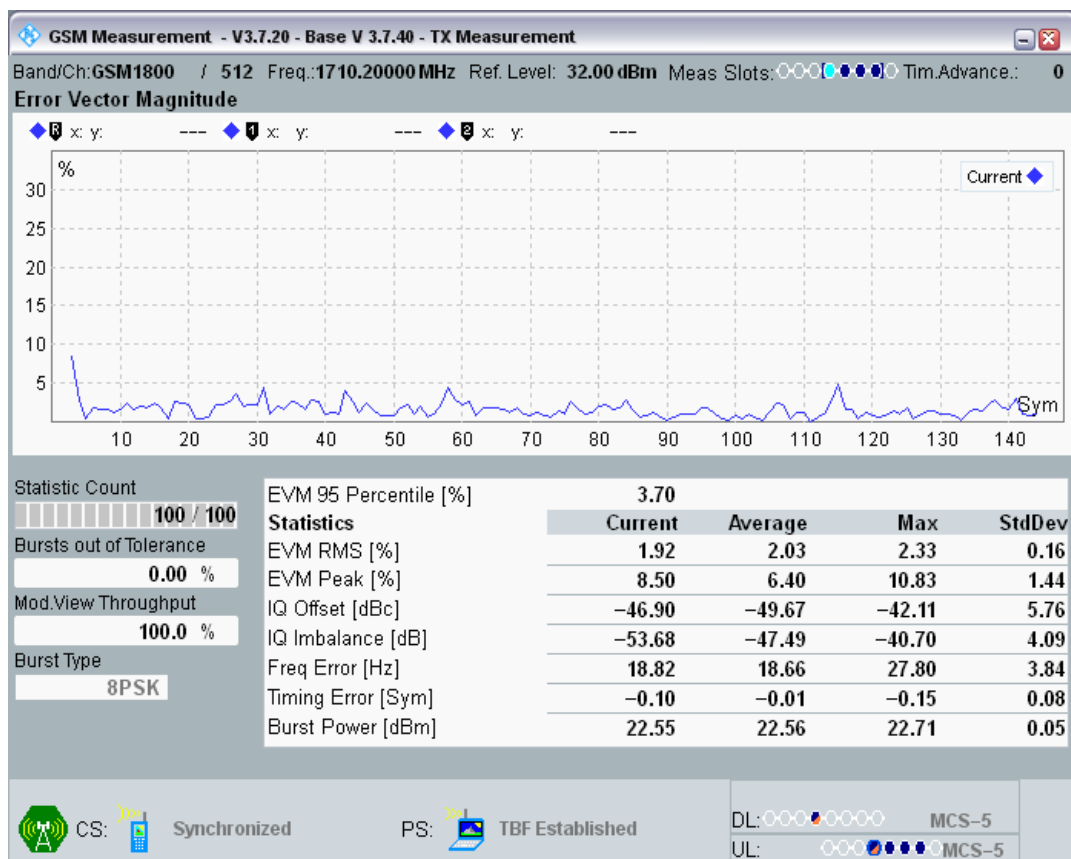 GSM Measurement - V3.7.20 - Base V 3.7.40 - TX Measurement
Band/Ch:GSM1800 / 512 Freq.:1710.20000 MHz Ref. Level: 32.00 dBm Meas Slots: Tim.Advance.: 0
Error Vector Magnitude
R x: y: --- 1 x: y: --- 2 x: y: ---
%
Current
30
25
20
15
10
5
Sym
10 20 30 40 50 60 70 80 90 100 110 120 130 140
Statistic Count
100 / 100
Bursts out of Tolerance
0.00 %
Mod.View Throughput
100.0 %
Burst Type
8PSK
EVM 95 Percentile [%] 3.70
Statistics Current Average Max StdDev
EVM RMS [%] 1.92 2.03 2.33 0.16
EVM Peak [%] 8.50 6.40 10.83 1.44
IQ Offset [dBc] −46.90 −49.67 −42.11 5.76
IQ Imbalance [dB] −53.68 −47.49 −40.70 4.09
Freq Error [Hz] 18.82 18.66 27.80 3.84
Timing Error [Sym] −0.10 −0.01 −0.15 0.08
Burst Power [dBm] 22.55 22.56 22.71 0.05
CS: Synchronized PS: TBF Established
DL: MCS−5
UL: MCS−5